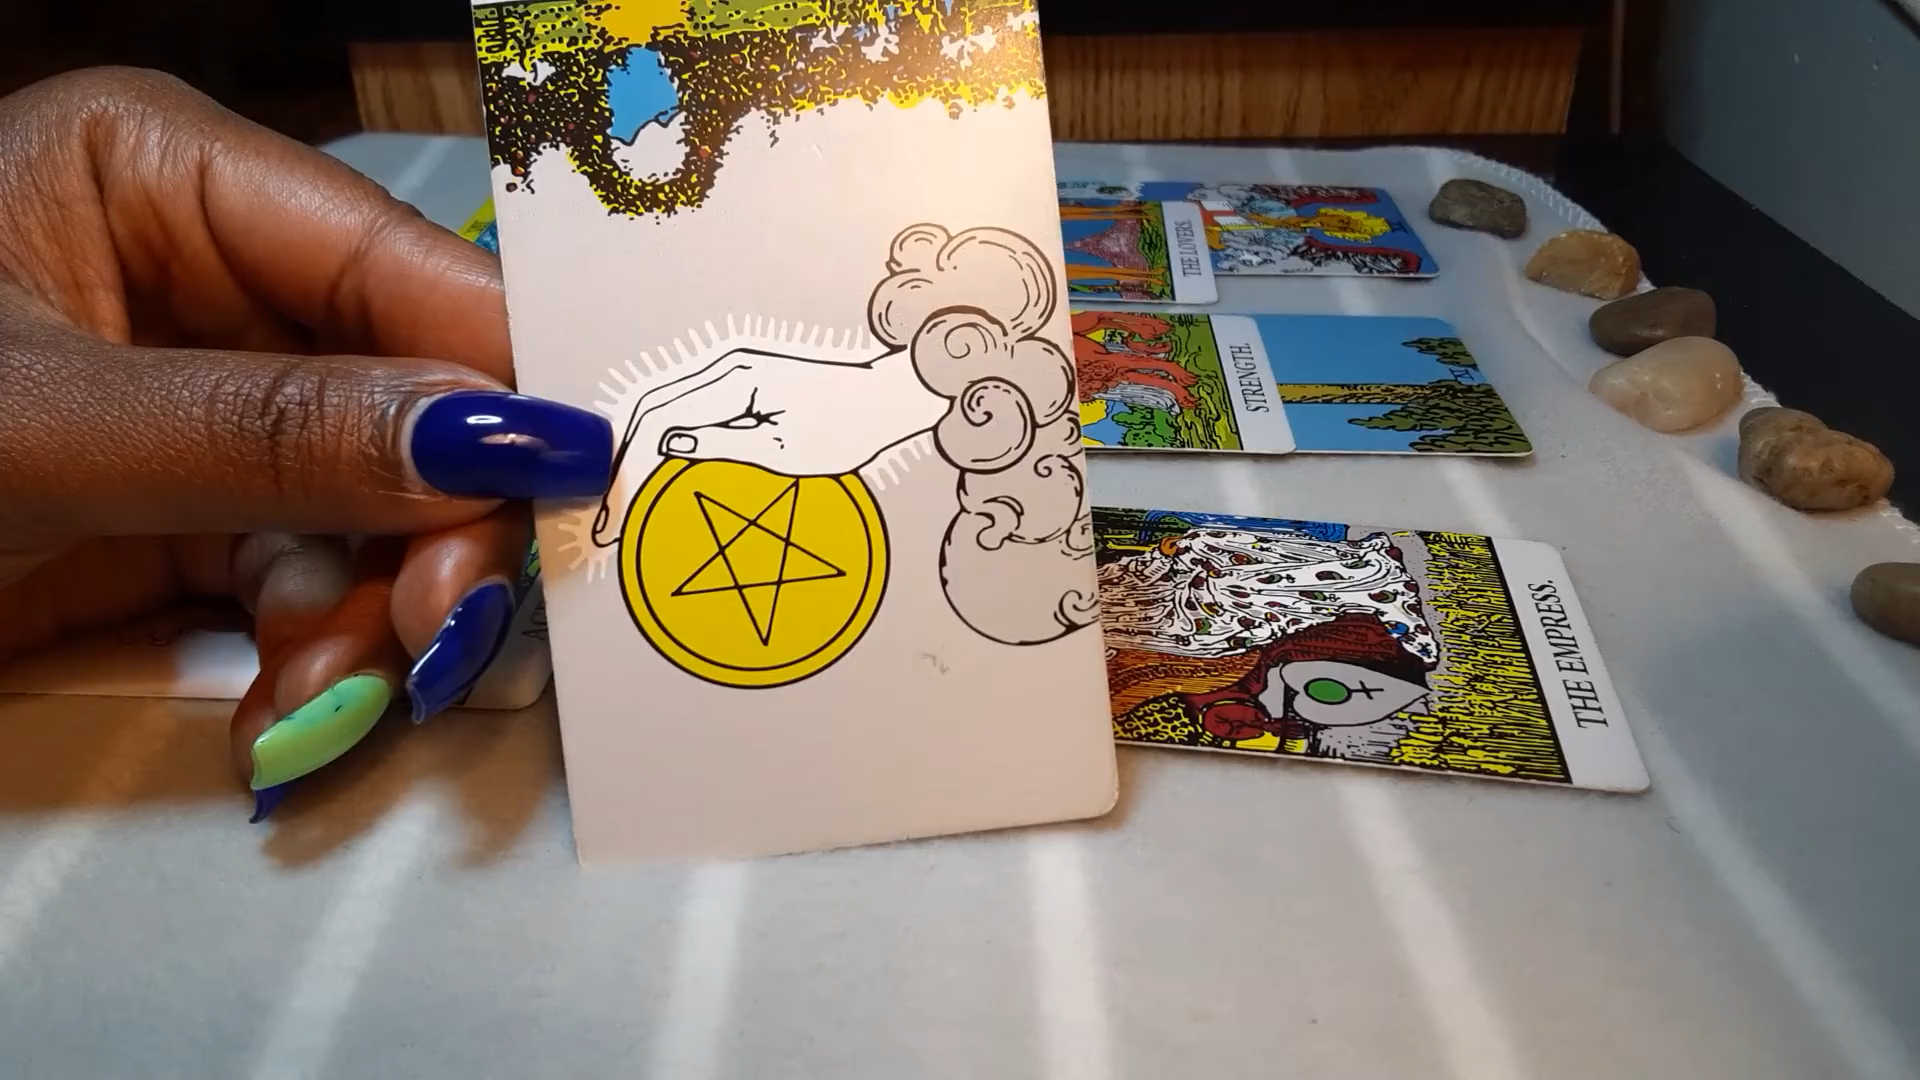 THE LOVERS.
STRENGTH.
THE EMPRESS.